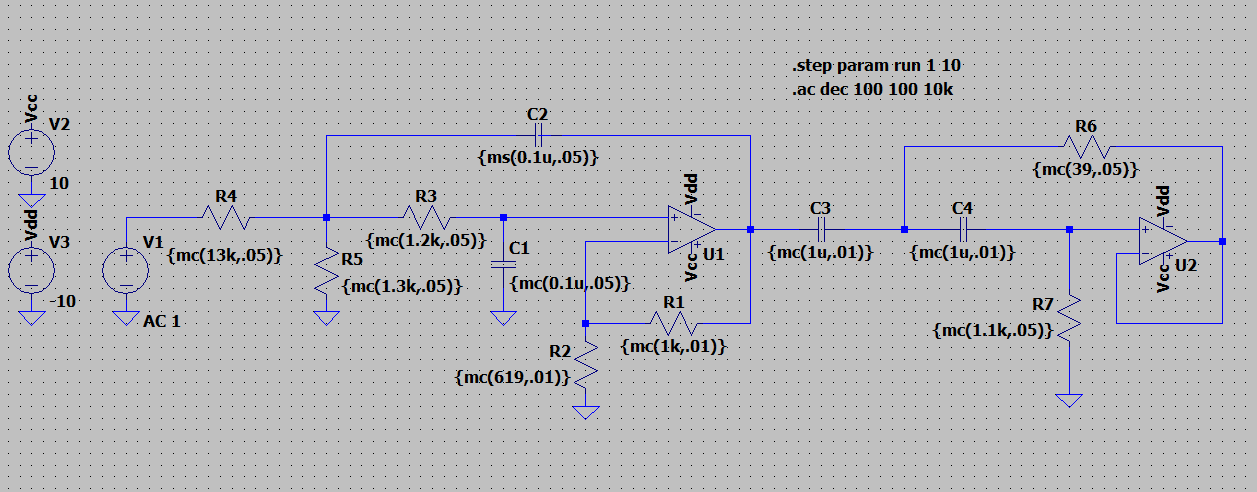 .step param run 1 10
.ac dec 100 100 10k
Vcc
V2
10
Vdd
V3
-10
V1
AC 1
R4
{mc(13k,.05)}
R5
{mc(1.3k,.05)}
R3
{mc(1.2k,.05)}
C2
{ms(0.1u,.05)}
C1
{mc(0.1u,.05)}
Vdd
Vcc
U1
R1
{mc(1k,.01)}
R2
{mc(619,.01)}
C3
{mc(1u,.01)}
C4
{mc(1u,.01)}
R6
{mc(39,.05)}
R7
{mc(1.1k,.05)}
Vdd
Vcc
U2